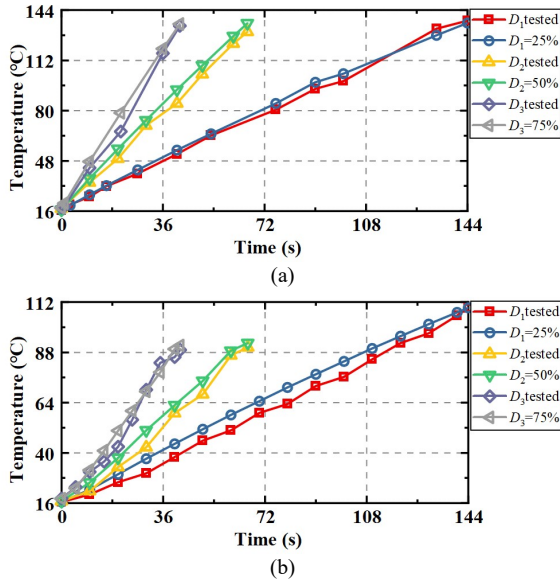 144
112
80
48
16
Temperature (℃)
0
36
72
108
144
Time (s)
D₁tested
D₁=25%
D₂tested
D₂=50%
D₃tested
D₃=75%
(a)
112
88
64
40
16
Temperature (℃)
0
36
72
108
144
Time (s)
D₁tested
D₁=25%
D₂tested
D₂=50%
D₃tested
D₃=75%
(b)